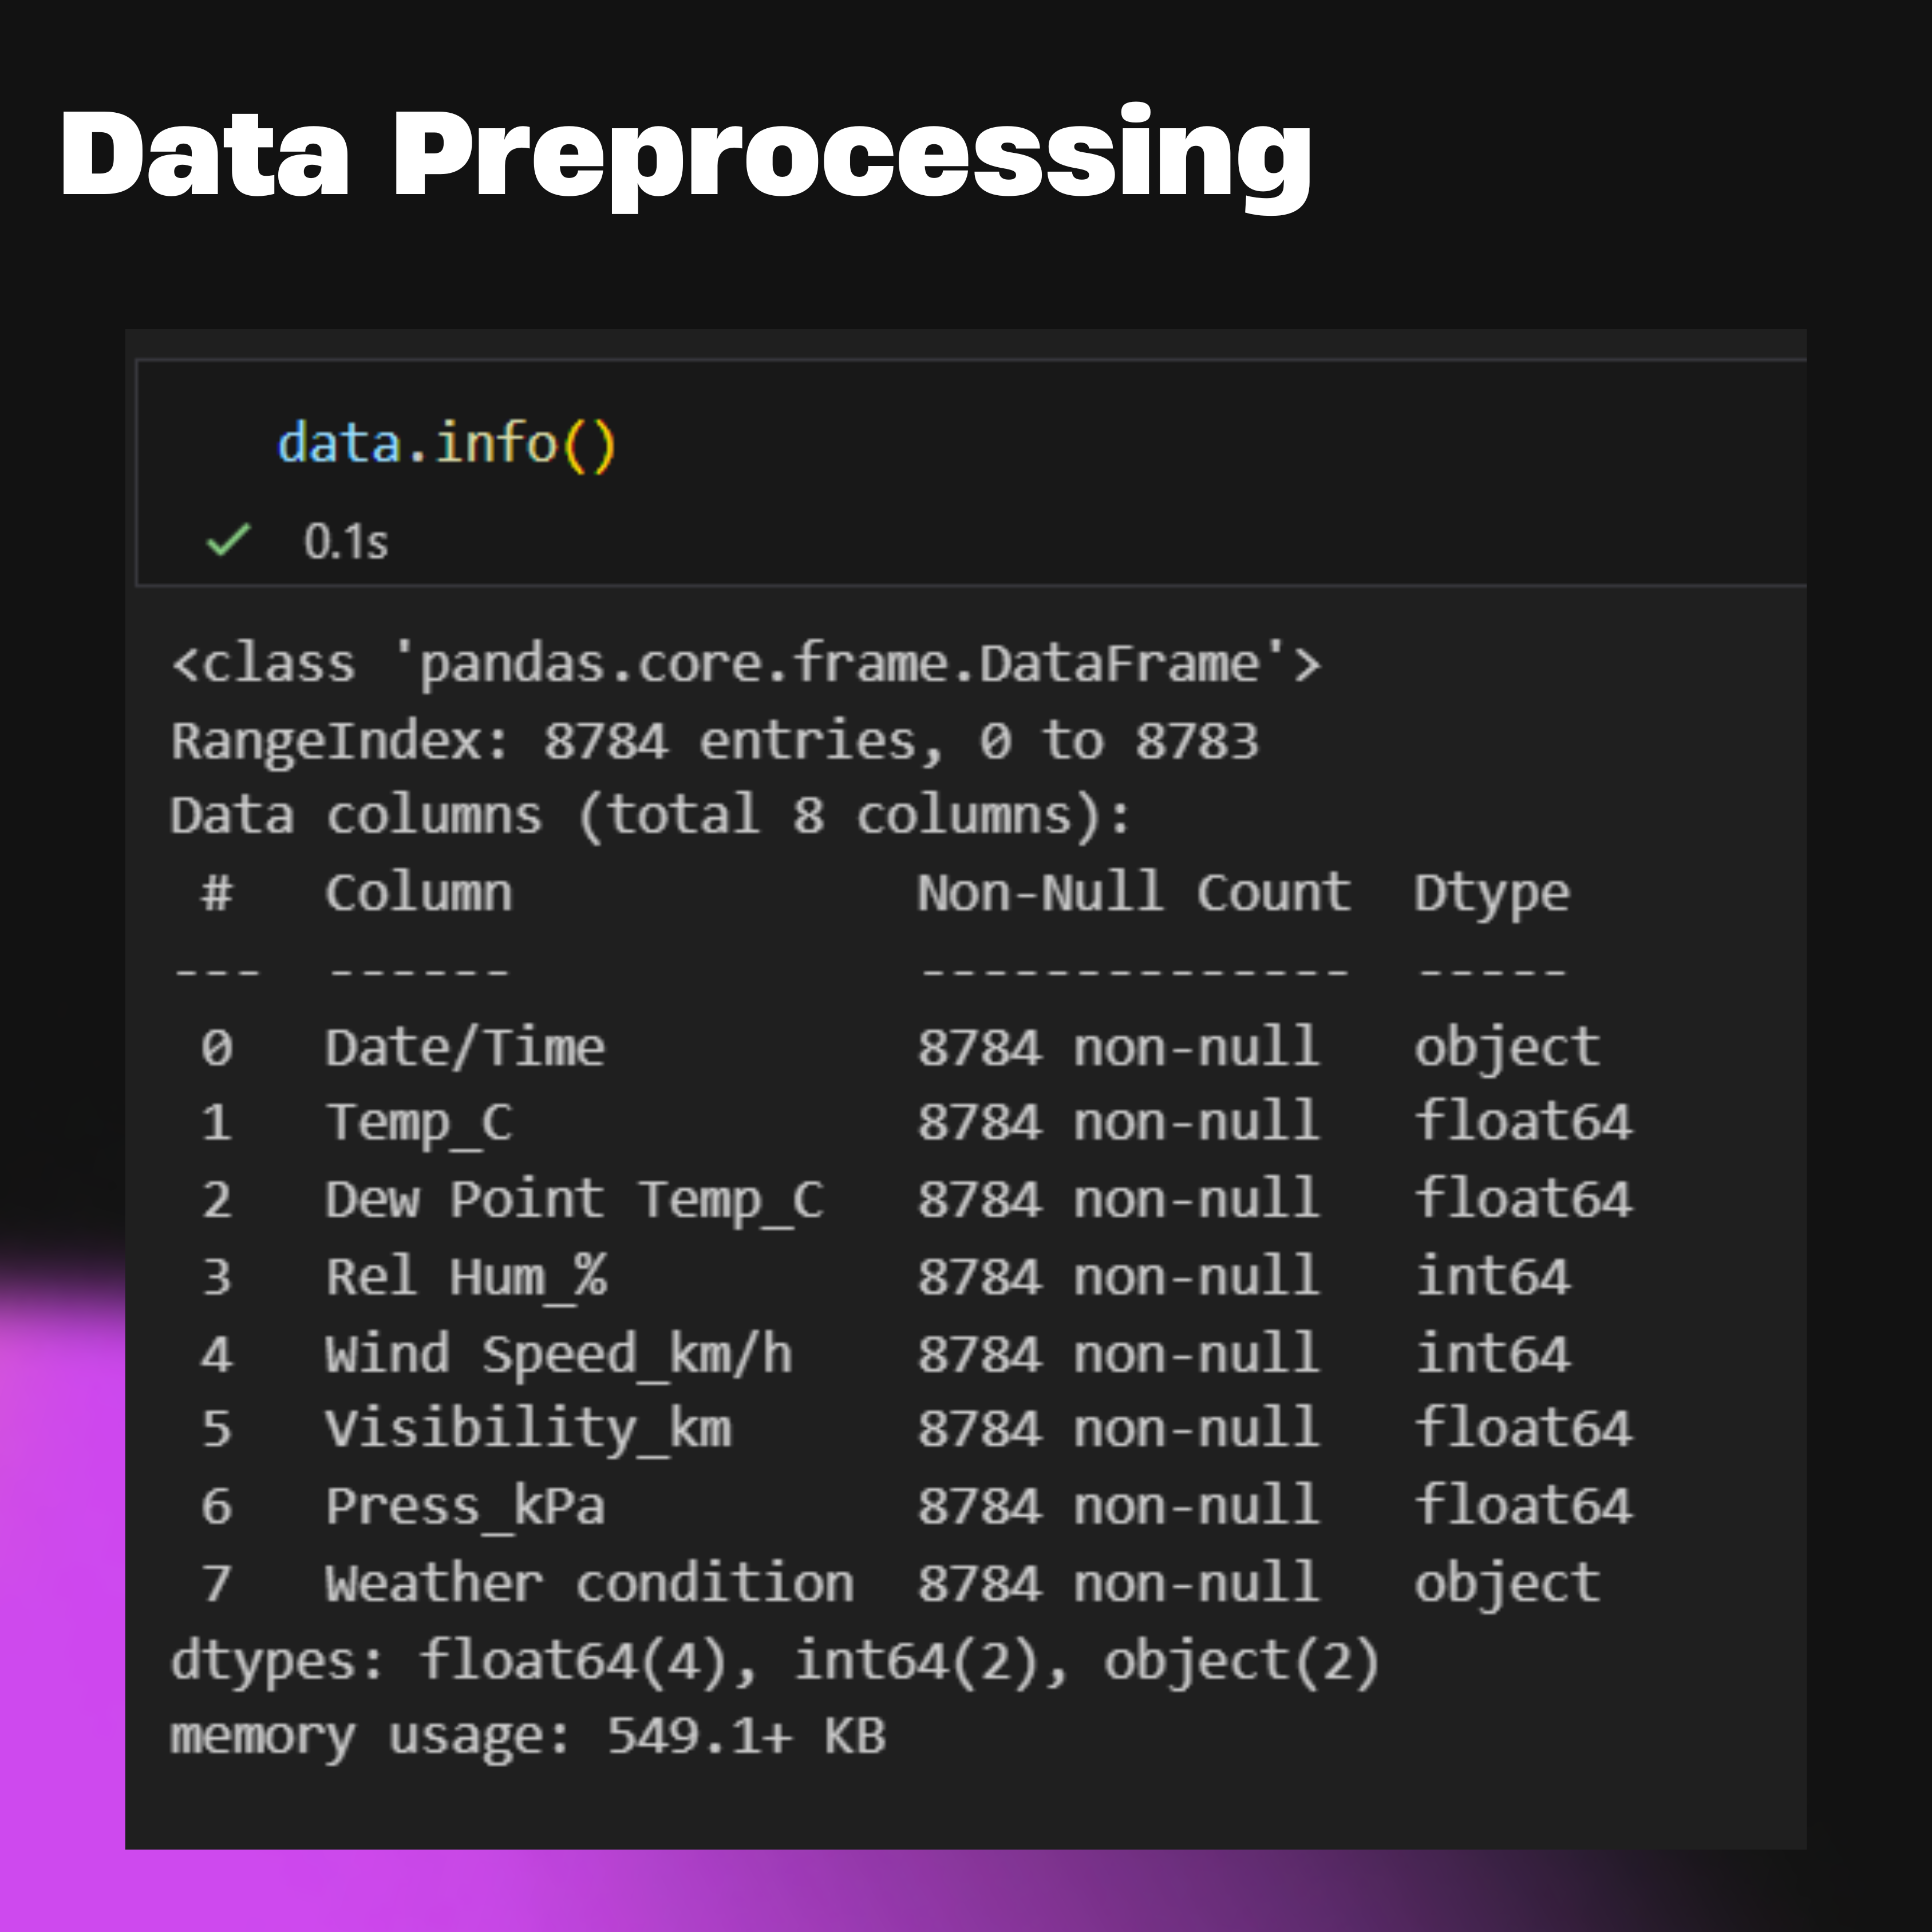 Data Preprocessing
data.info()
✓ 0.1s
<class 'pandas.core.frame.DataFrame'>
RangeIndex: 8784 entries, 0 to 8783
Data columns (total 8 columns):
 #   Column              Non-Null Count  Dtype
---  ------              --------------  -----
 0   Date/Time           8784 non-null   object
 1   Temp_C              8784 non-null   float64
 2   Dew Point Temp_C    8784 non-null   float64
 3   Rel Hum_%           8784 non-null   int64
 4   Wind Speed_km/h     8784 non-null   int64
 5   Visibility_km       8784 non-null   float64
 6   Press_kPa           8784 non-null   float64
 7   Weather condition   8784 non-null   object
dtypes: float64(4), int64(2), object(2)
memory usage: 549.1+ KB